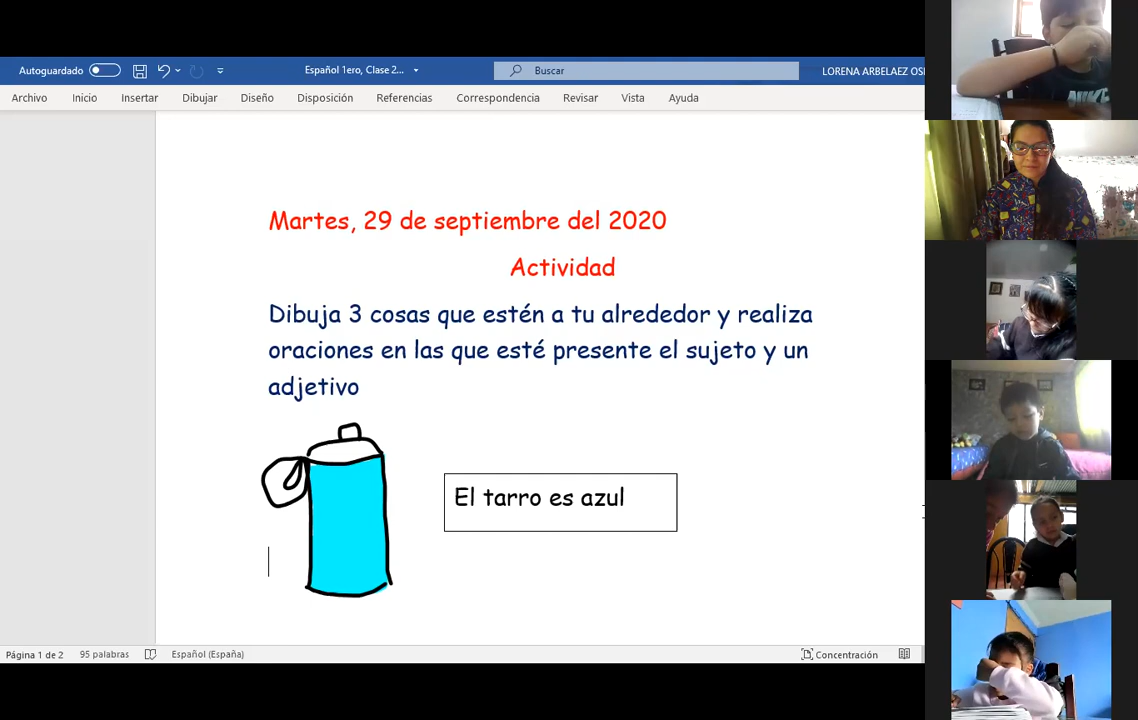 Autoguardado
Español 1ero, Clase 2...
Buscar
Archivo Inicio Insertar Dibujar Diseño Disposición Referencias Correspondencia Revisar Vista Ayuda
LORENA ARBELAEZ
Martes, 29 de septiembre del 2020
Actividad
Dibuja 3 cosas que estén a tu alrededor y realiza
oraciones en las que esté presente el sujeto y un
adjetivo
El tarro es azul
Página 1 de 2 95 palabras Español (España) Concentración